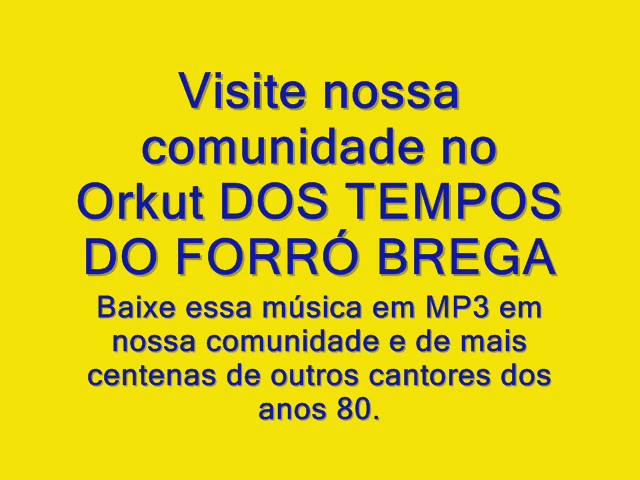 Visite nossa
comunidade no
Orkut DOS TEMPOS
DO FORRÓ BREGA
Baixe essa música em MP3 em
nossa comunidade e de mais
centenas de outros cantores dos
anos 80.